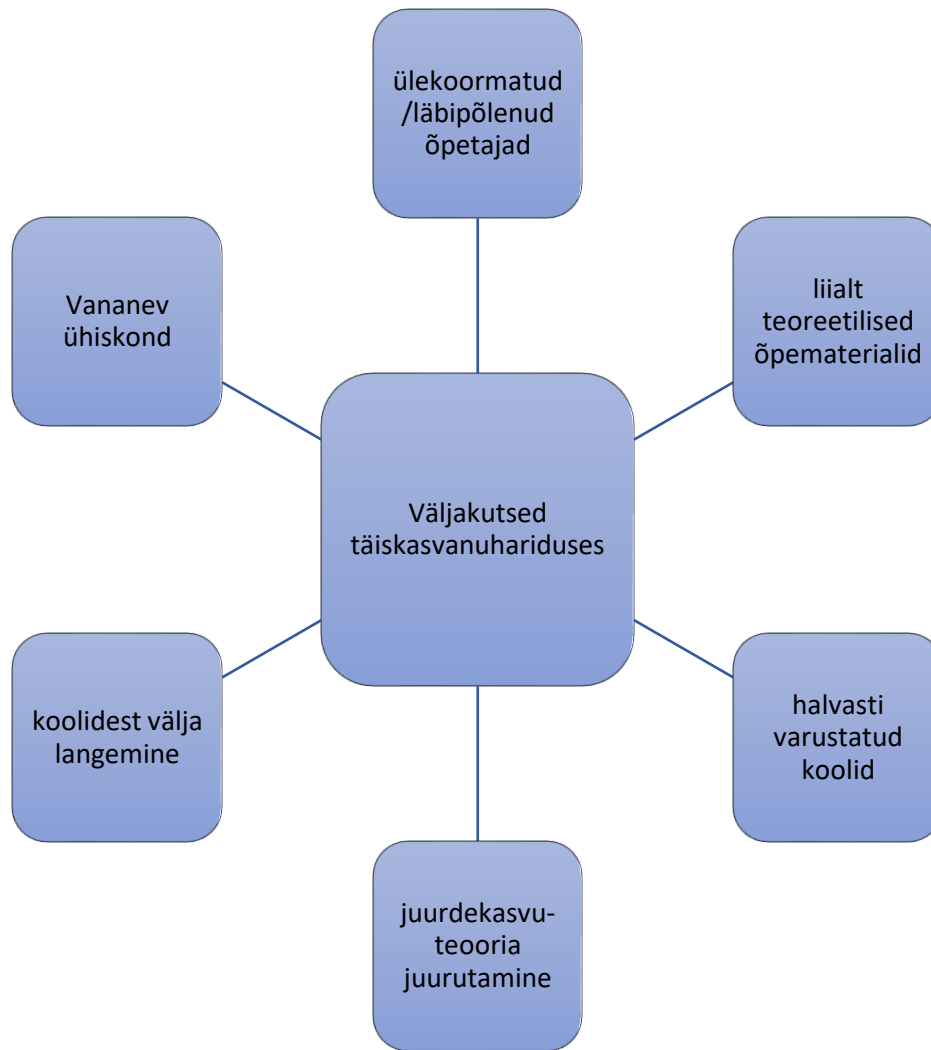 ülekoormatud
/läbipõlenud
õpetajad
Vananev
ühiskond
liialt
teoreetilised
õpematerialid
Väljakutsed
täiskasvanuhariduses
koolidest välja
langemine
halvasti
varustatud
koolid
juurdekasvu-
teooria
juurutamine